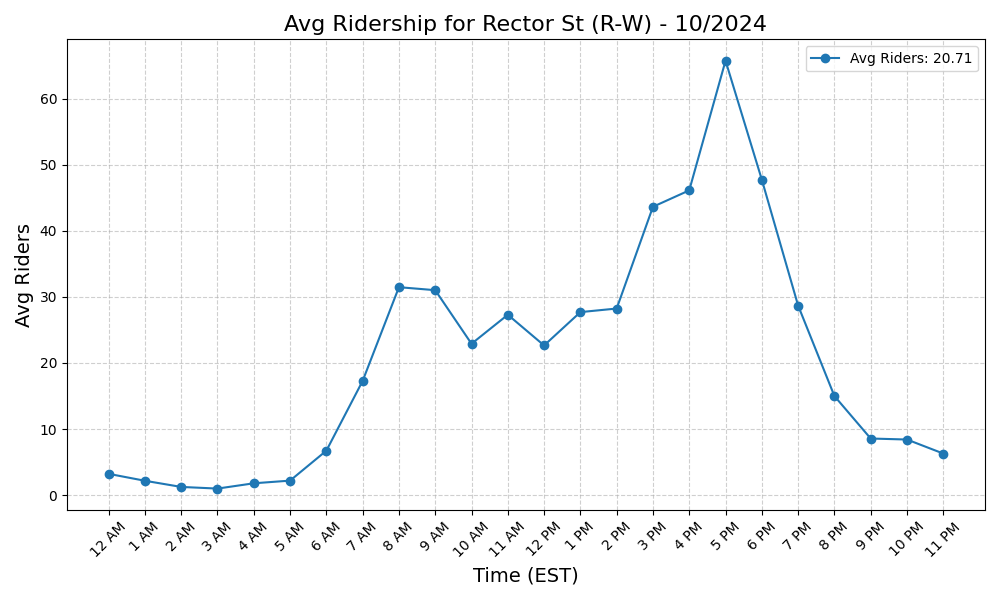 Avg Ridership for Rector St (R-W) - 10/2024
Avg Riders: 20.71
Avg Riders
60
50
40
30
20
10
0
12 AM
1 AM
2 AM
3 AM
4 AM
5 AM
6 AM
7 AM
8 AM
9 AM
10 AM
11 AM
12 PM
1 PM
2 PM
3 PM
4 PM
5 PM
6 PM
7 PM
8 PM
9 PM
10 PM
11 PM
Time (EST)